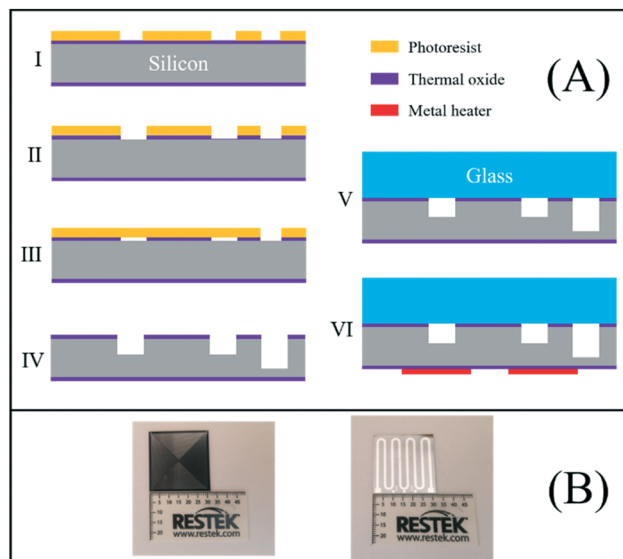 I
Silicon
II
III
IV
Photoresist
Thermal oxide
Metal heater
(A)
Glass
V
VI
RESTEK
www.restek.com
RESTEK
www.restek.com
(B)